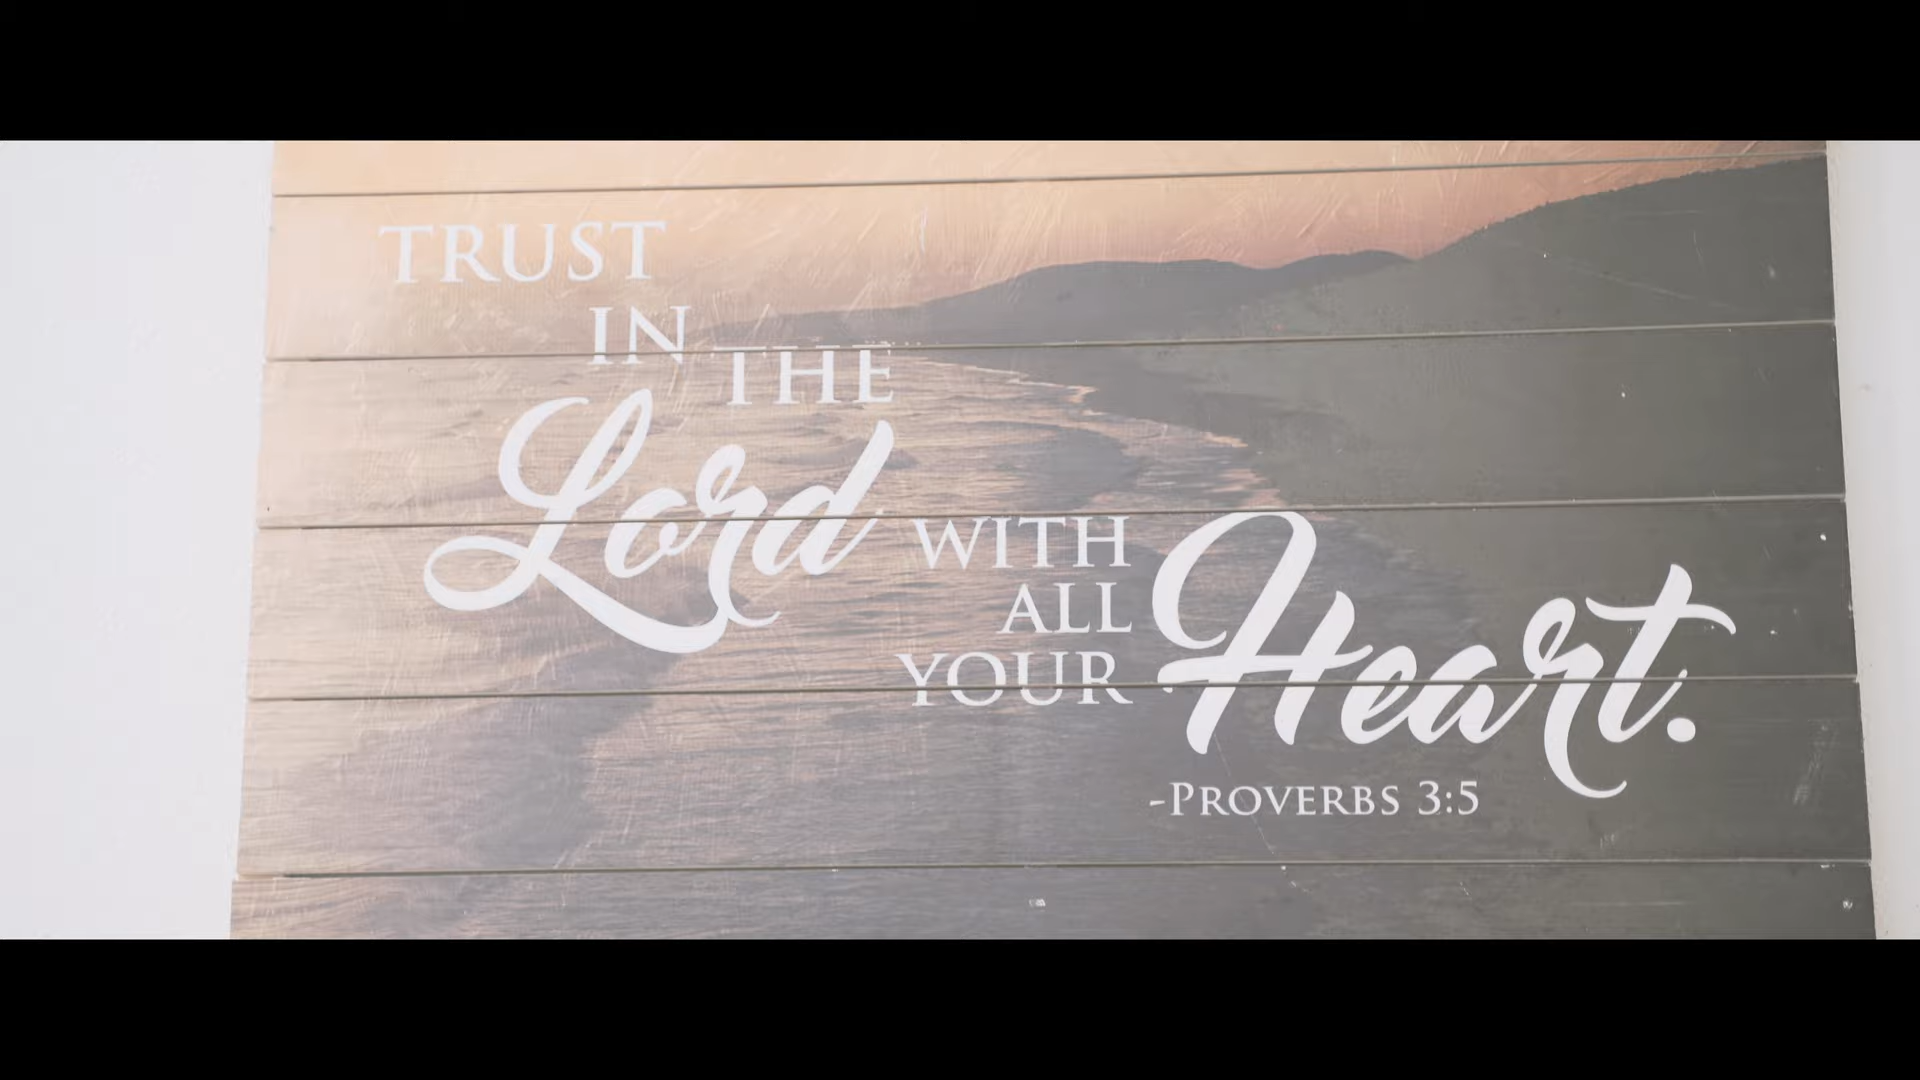 TRUST
IN THE
Lord
WITH
ALL
YOUR
Heart.
-PROVERBS 3:5